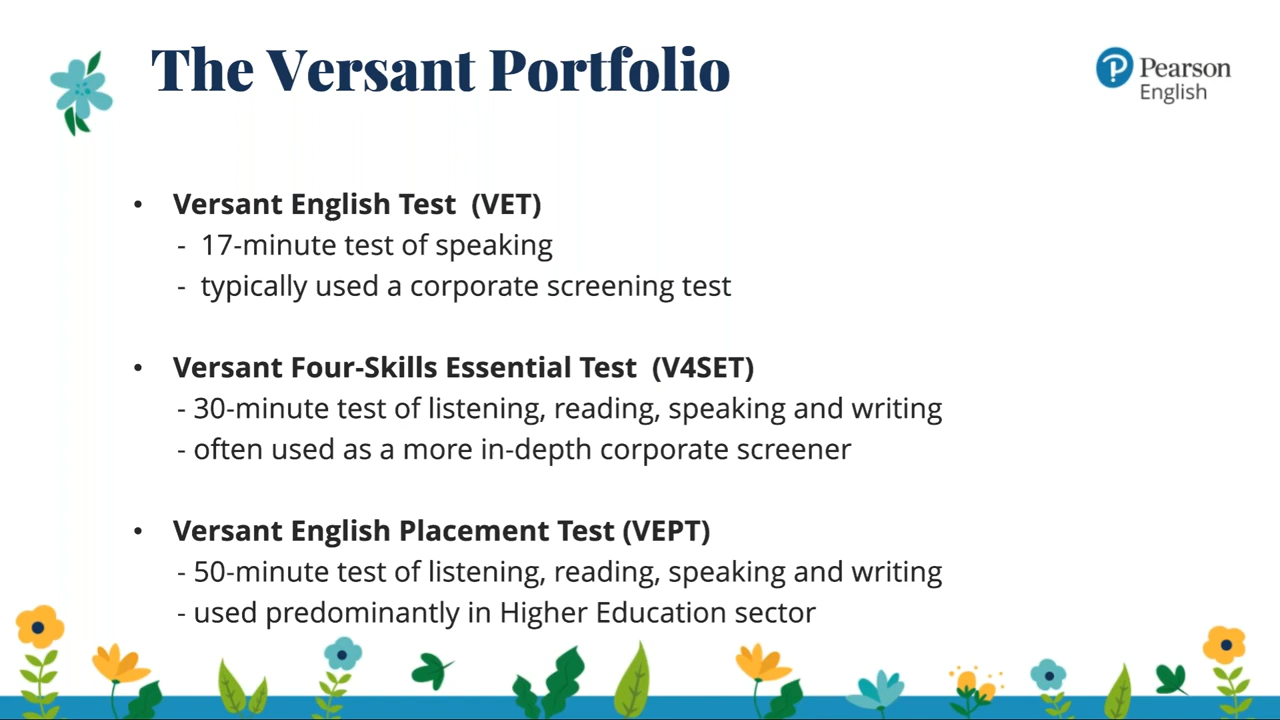 The Versant Portfolio
Pearson
English
• Versant English Test (VET)
- 17-minute test of speaking
- typically used a corporate screening test
• Versant Four-Skills Essential Test (V4SET)
- 30-minute test of listening, reading, speaking and writing
- often used as a more in-depth corporate screener
• Versant English Placement Test (VEPT)
- 50-minute test of listening, reading, speaking and writing
- used predominantly in Higher Education sector